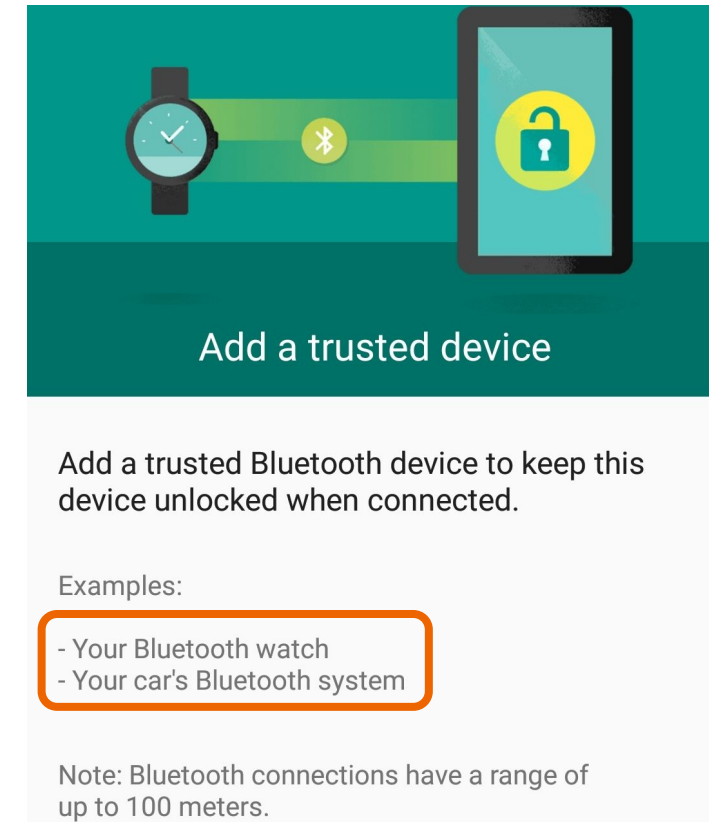 Add a trusted device
Add a trusted Bluetooth device to keep this
device unlocked when connected.
Examples:
- Your Bluetooth watch
- Your car's Bluetooth system
Note: Bluetooth connections have a range of
up to 100 meters.